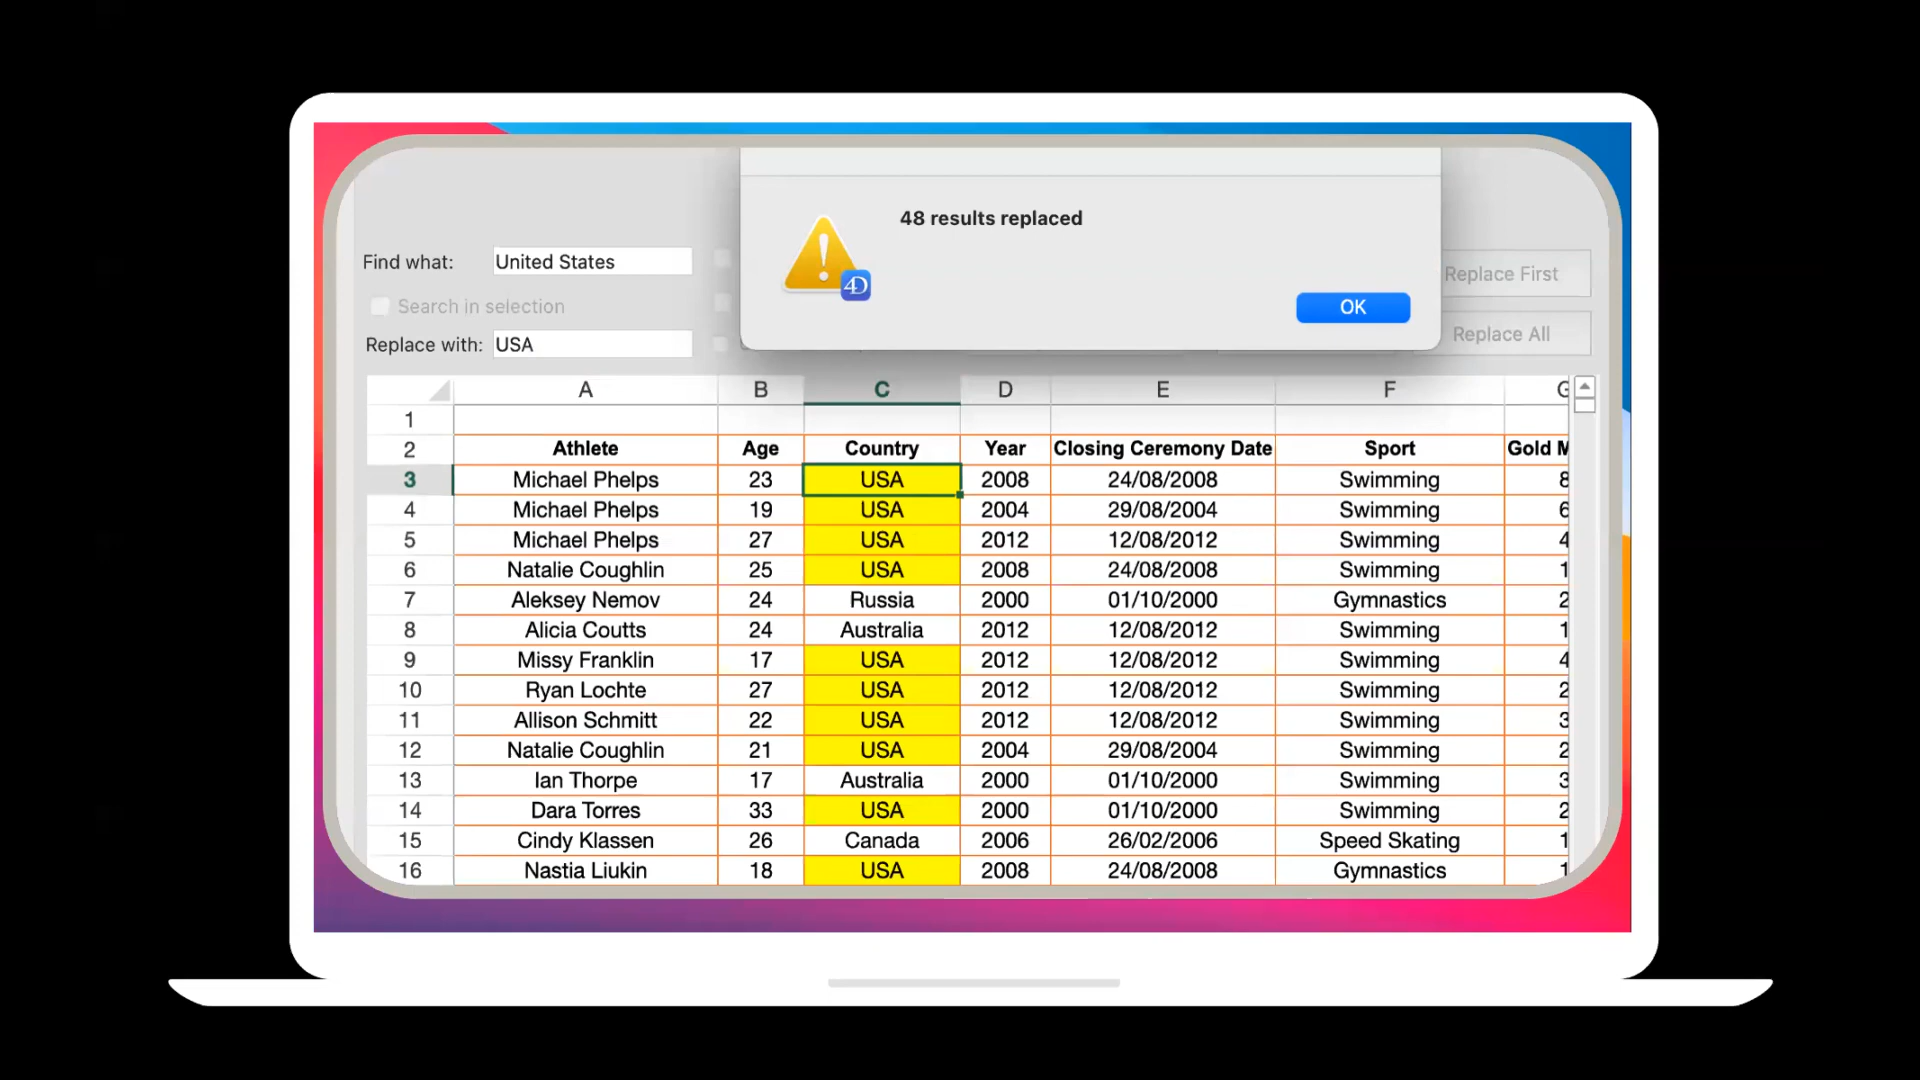 48 results replaced
4D
OK
Find what: United States
Search in selection
Replace with: USA
Replace First
Replace All
A B C D E F G
1
2 Athlete Age Country Year Closing Ceremony Date Sport Gold M
3 Michael Phelps 23 USA 2008 24/08/2008 Swimming 8
4 Michael Phelps 19 USA 2004 29/08/2004 Swimming 6
5 Michael Phelps 27 USA 2012 12/08/2012 Swimming 4
6 Natalie Coughlin 25 USA 2008 24/08/2008 Swimming 1
7 Aleksey Nemov 24 Russia 2000 01/10/2000 Gymnastics 2
8 Alicia Coutts 24 Australia 2012 12/08/2012 Swimming 1
9 Missy Franklin 17 USA 2012 12/08/2012 Swimming 4
10 Ryan Lochte 27 USA 2012 12/08/2012 Swimming 2
11 Allison Schmitt 22 USA 2012 12/08/2012 Swimming 3
12 Natalie Coughlin 21 USA 2004 29/08/2004 Swimming 2
13 Ian Thorpe 17 Australia 2000 01/10/2000 Swimming 3
14 Dara Torres 33 USA 2000 01/10/2000 Swimming 2
15 Cindy Klassen 26 Canada 2006 26/02/2006 Speed Skating 1
16 Nastia Liukin 18 USA 2008 24/08/2008 Gymnastics 1